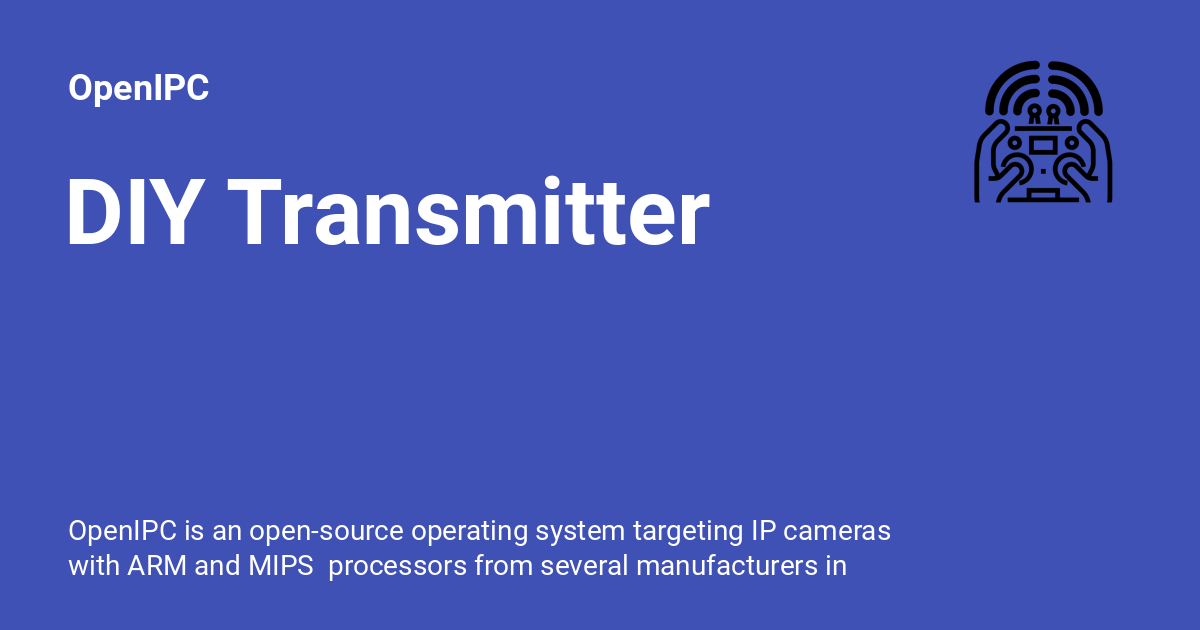 OpenIPC
DIY Transmitter
OpenIPC is an open-source operating system targeting IP cameras
with ARM and MIPS  processors from several manufacturers in